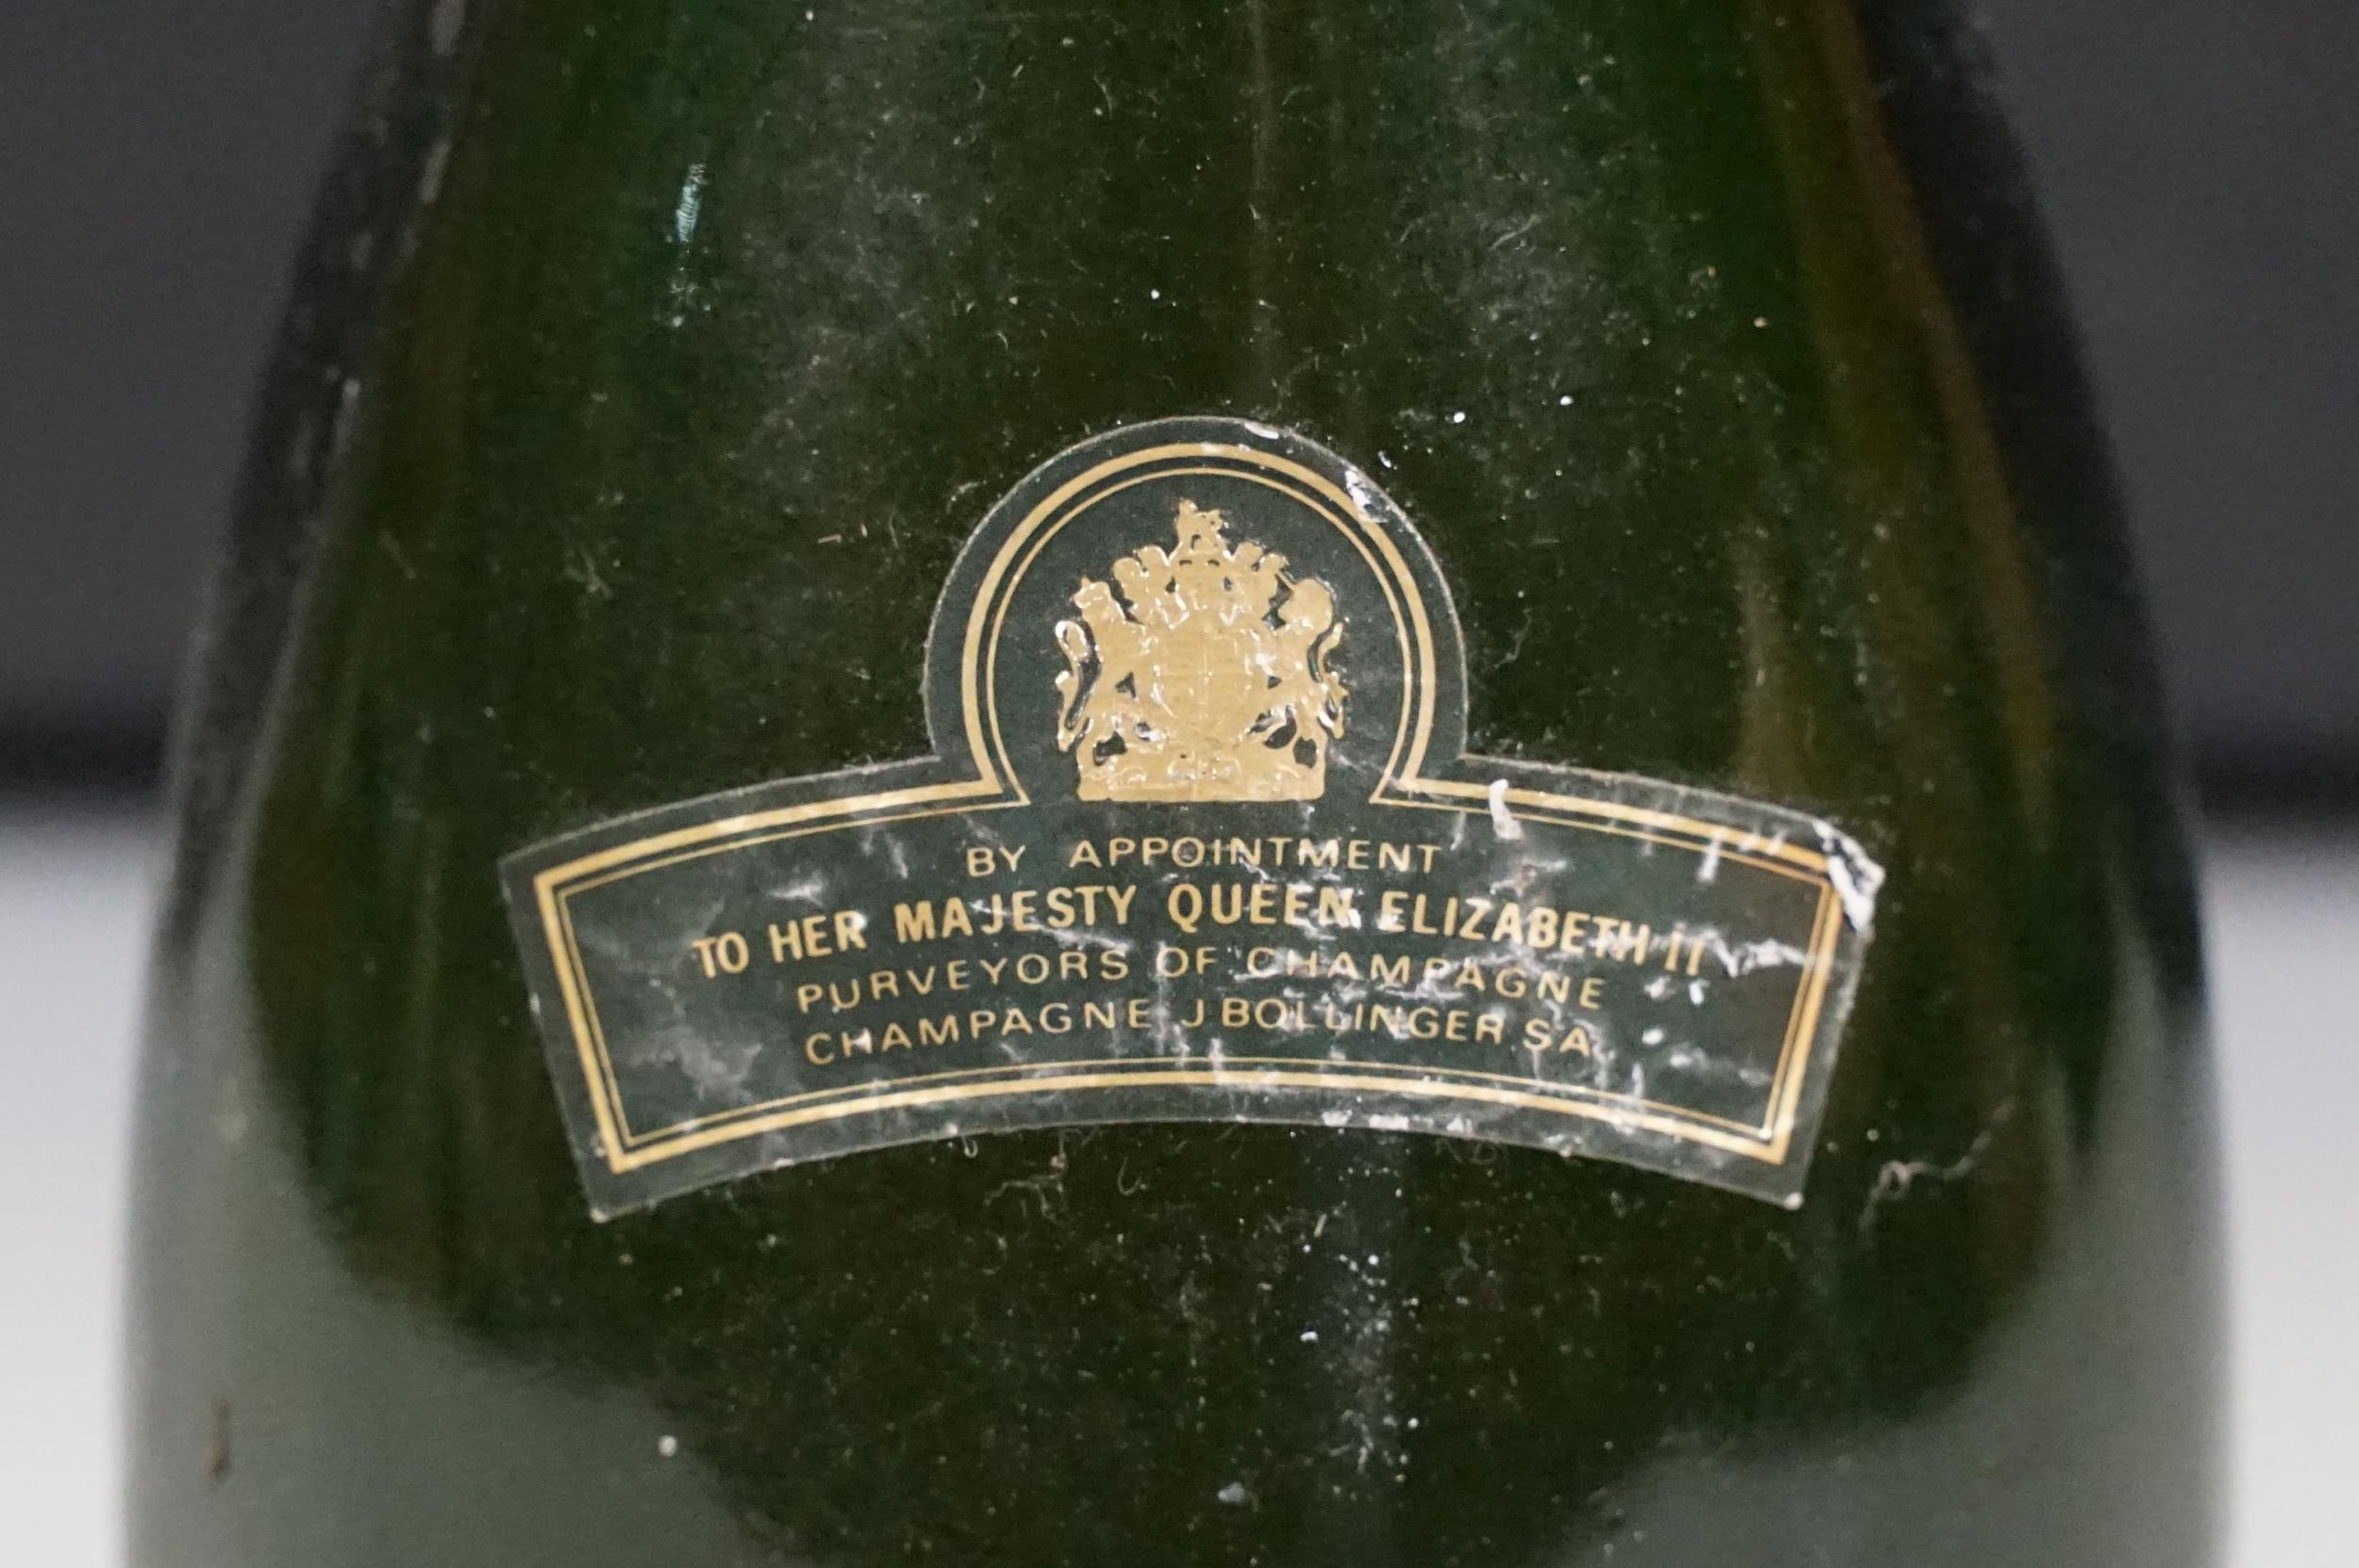 BY APPOINTMENT
TO HER MAJESTY QUEEN ELIZABETH II
PURVEYORS OF CHAMPAGNE
CHAMPAGNE J BOLLINGER SA